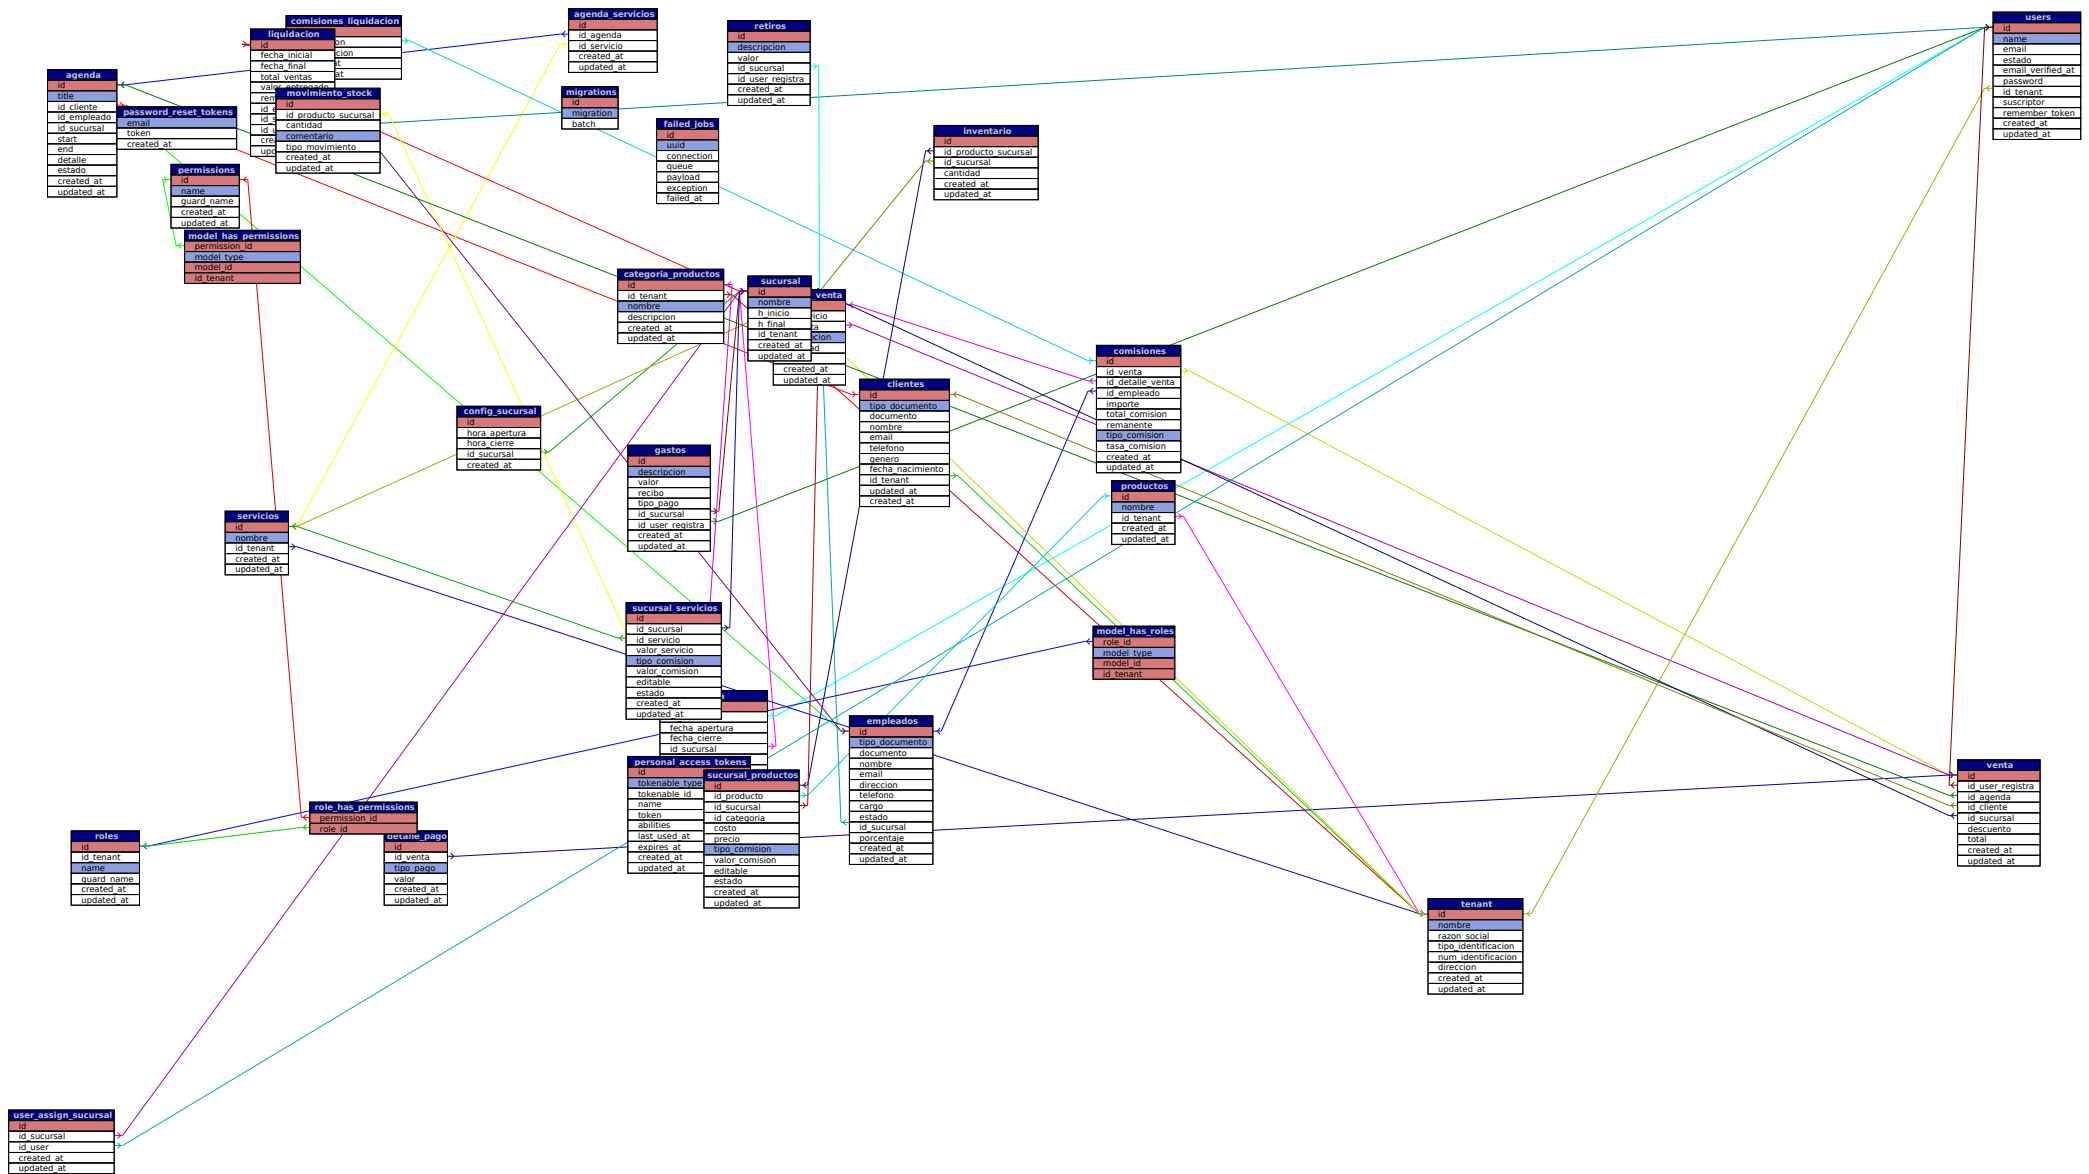 comisiones_liquidacion
on
cion
at
at
liquidacion
id
fecha_inicial
fecha_final
total_ventas
valor_entregado
agenda_servicios
id
id_agenda
id_servicio
created_at
updated_at
retiros
id
descripcion
valor
id_sucursal
id_user_registra
created_at
updated_at
users
id
name
email
estado
email_verified_at
password
id_tenant
suscriptor
remember_token
created_at
updated_at
agenda
id
title
id_cliente
id_empleado
id_sucursal
start
end
detalle
estado
created_at
updated_at
password_reset_tokens
email
token
created_at
movimiento_stock
id
id_producto_sucursal
cantidad
comentario
tipo_movimiento
created_at
updated_at
migrations
id
migration
batch
failed_jobs
id
uuid
connection
queue
payload
exception
failed_at
inventario
id
id_producto_sucursal
id_sucursal
cantidad
created_at
updated_at
permissions
id
name
guard_name
created_at
updated_at
model_has_permissions
permission_id
model_type
model_id
id_tenant
categoria_productos
id
id_tenant
nombre
descripcion
created_at
updated_at
sucursal
id
nombre
h_inicio
h_final
id_tenant
created_at
updated_at
venta
icio
ta
cion
ad
created_at
updated_at
clientes
id
tipo_documento
documento
nombre
email
telefono
genero
fecha_nacimiento
id_tenant
updated_at
created_at
comisiones
id
id_venta
id_detalle_venta
id_empleado
importe
total_comision
remanente
tipo_comision
tasa_comision
created_at
updated_at
config_sucursal
id
hora_apertura
hora_cierre
id_sucursal
created_at
gastos
id
descripcion
valor
recibo
tipo_pago
id_sucursal
id_user_registra
created_at
updated_at
productos
id
nombre
id_tenant
created_at
updated_at
servicios
id
nombre
id_tenant
created_at
updated_at
sucursal_servicios
id
id_sucursal
id_servicio
valor_servicio
tipo_comision
valor_comision
editable
estado
created_at
updated_at
fecha_apertura
fecha_cierre
id_sucursal
model_has_roles
role_id
model_type
model_id
id_tenant
empleados
id
tipo_documento
documento
nombre
email
direccion
telefono
cargo
estado
id_sucursal
porcentaje
created_at
updated_at
personal_access_tokens
id
tokenable_type
tokenable_id
name
token
abilities
last_used_at
expires_at
created_at
updated_at
sucursal_productos
id
id_producto
id_sucursal
id_categoria
costo
precio
tipo_comision
valor_comision
editable
estado
created_at
updated_at
venta
id
id_user_registra
id_agenda
id_cliente
id_sucursal
descuento
total
created_at
updated_at
role_has_permissions
permission_id
role_id
roles
id
id_tenant
name
guard_name
created_at
updated_at
detalle_pago
id
id_venta
tipo_pago
valor
created_at
updated_at
tenant
id
nombre
razon_social
tipo_identificacion
num_identificacion
direccion
created_at
updated_at
user_assign_sucursal
id
id_sucursal
id_user
created_at
updated_at